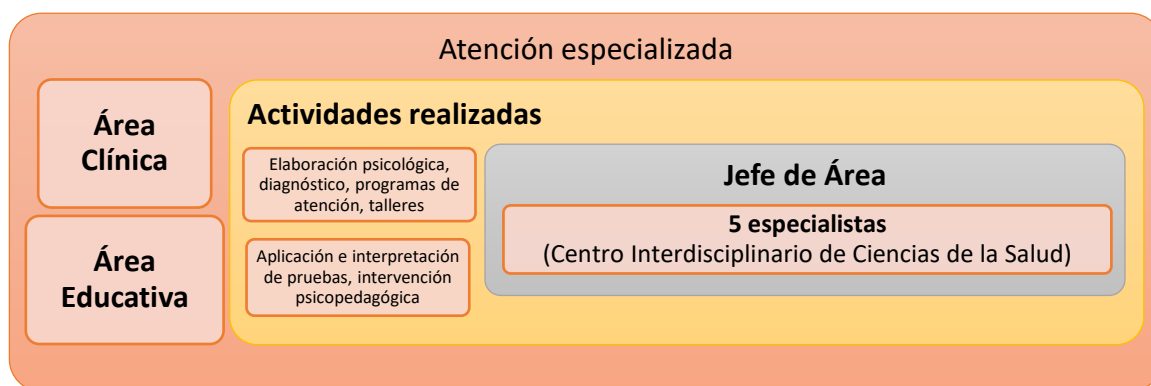 Atención especializada
Área
Clínica
Área
Educativa
Actividades realizadas
Elaboración psicológica,
diagnóstico, programas de
atención, talleres
Aplicación e interpretación
de pruebas, intervención
psicopedagógica
Jefe de Área
5 especialistas
(Centro Interdisciplinario de Ciencias de la Salud)